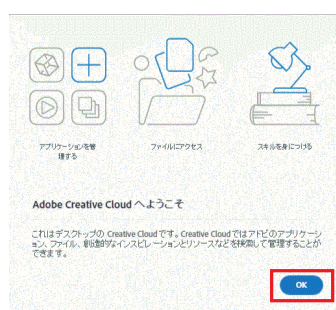 アプリケーションを管
理する
ファイルにアクセス
スキルを身につける
Adobe Creative Cloud へようこそ
これはデスクトップの Creative Cloud です。Creative Cloud ではアドビのアプリケーシ
ョン、ファイル、創造的なインスピレーションとリソースなどを検索して管理することが
できます。
OK